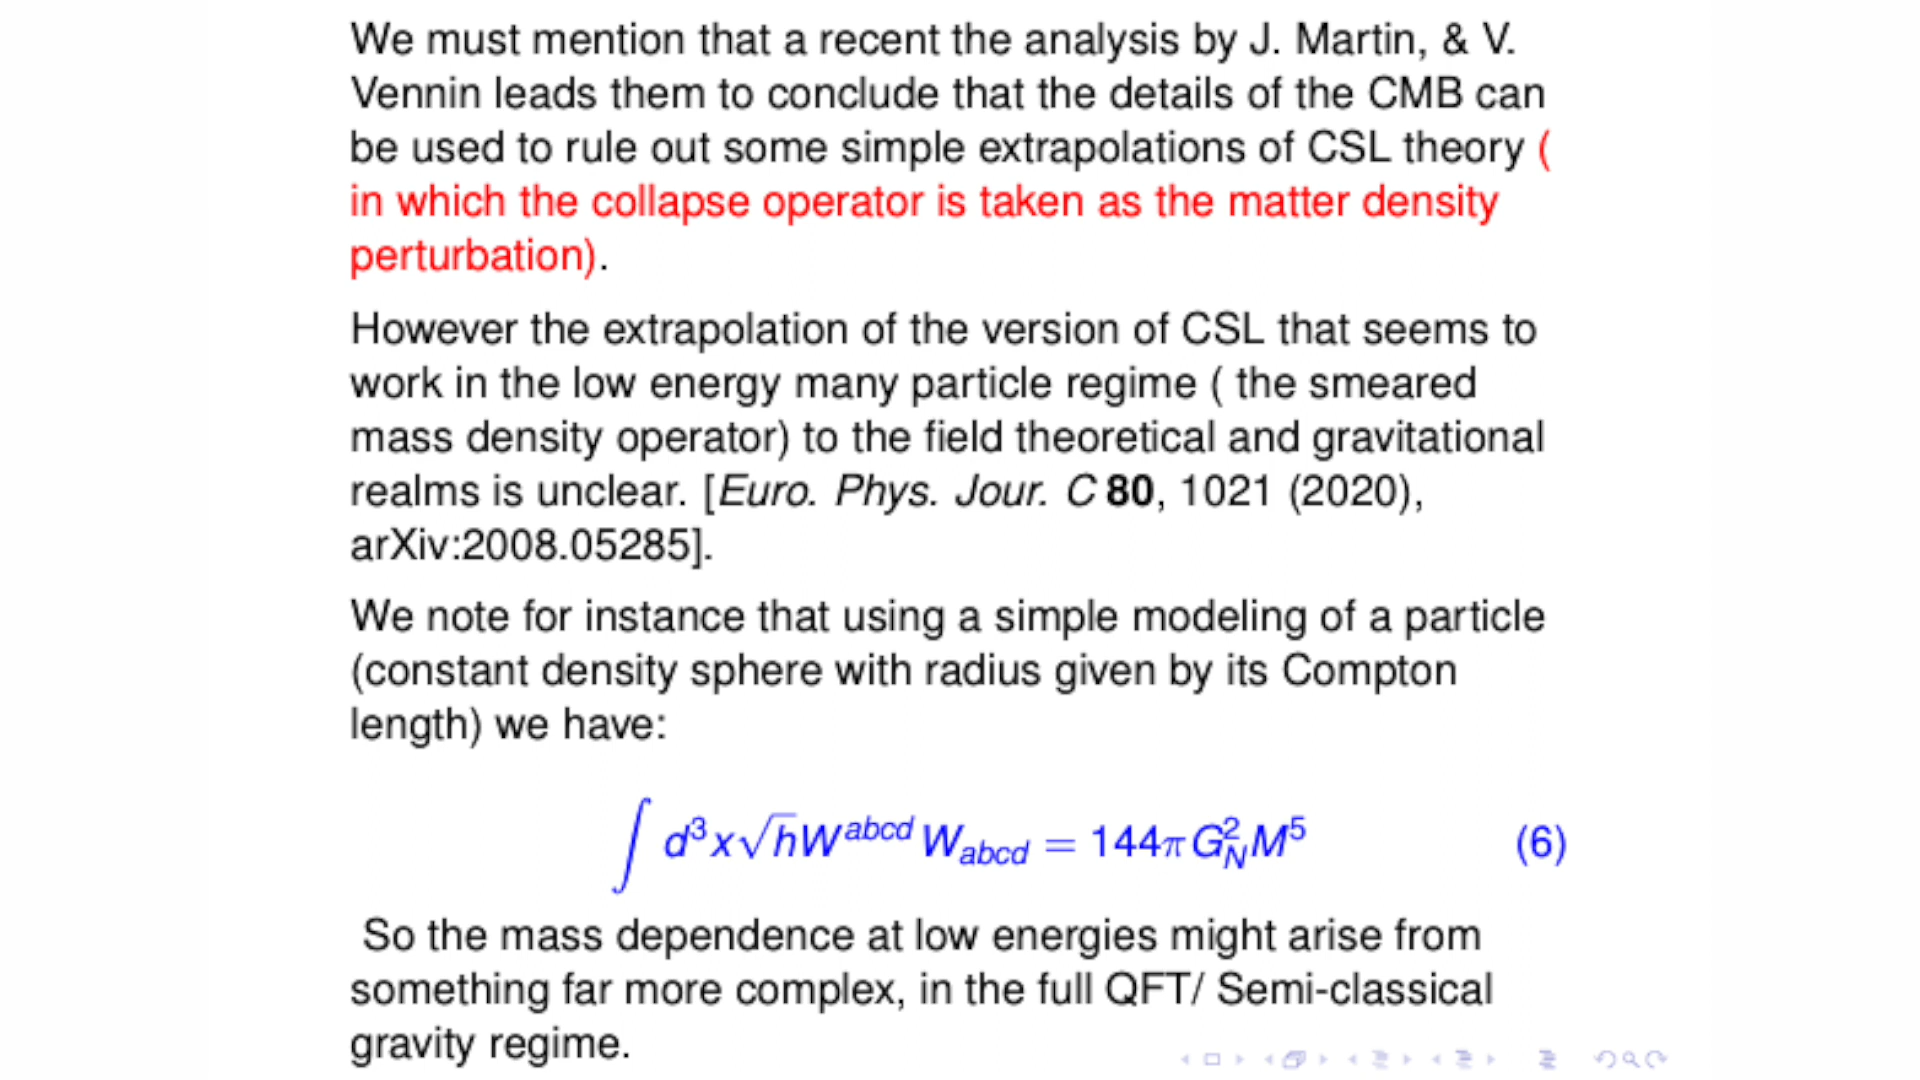 We must mention that a recent the analysis by J. Martin, & V.
Vennin leads them to conclude that the details of the CMB can
be used to rule out some simple extrapolations of CSL theory (
in which the collapse operator is taken as the matter density
perturbation).
However the extrapolation of the version of CSL that seems to
work in the low energy many particle regime ( the smeared
mass density operator) to the field theoretical and gravitational
realms is unclear. [Euro. Phys. Jour. C 80, 1021 (2020),
arXiv:2008.05285].
We note for instance that using a simple modeling of a particle
(constant density sphere with radius given by its Compton
length) we have:
∫ d³x√h W^{abcd} W_{abcd} = 144π G_N^2 M^5 (6)
So the mass dependence at low energies might arise from
something far more complex, in the full QFT/ Semi-classical
gravity regime.